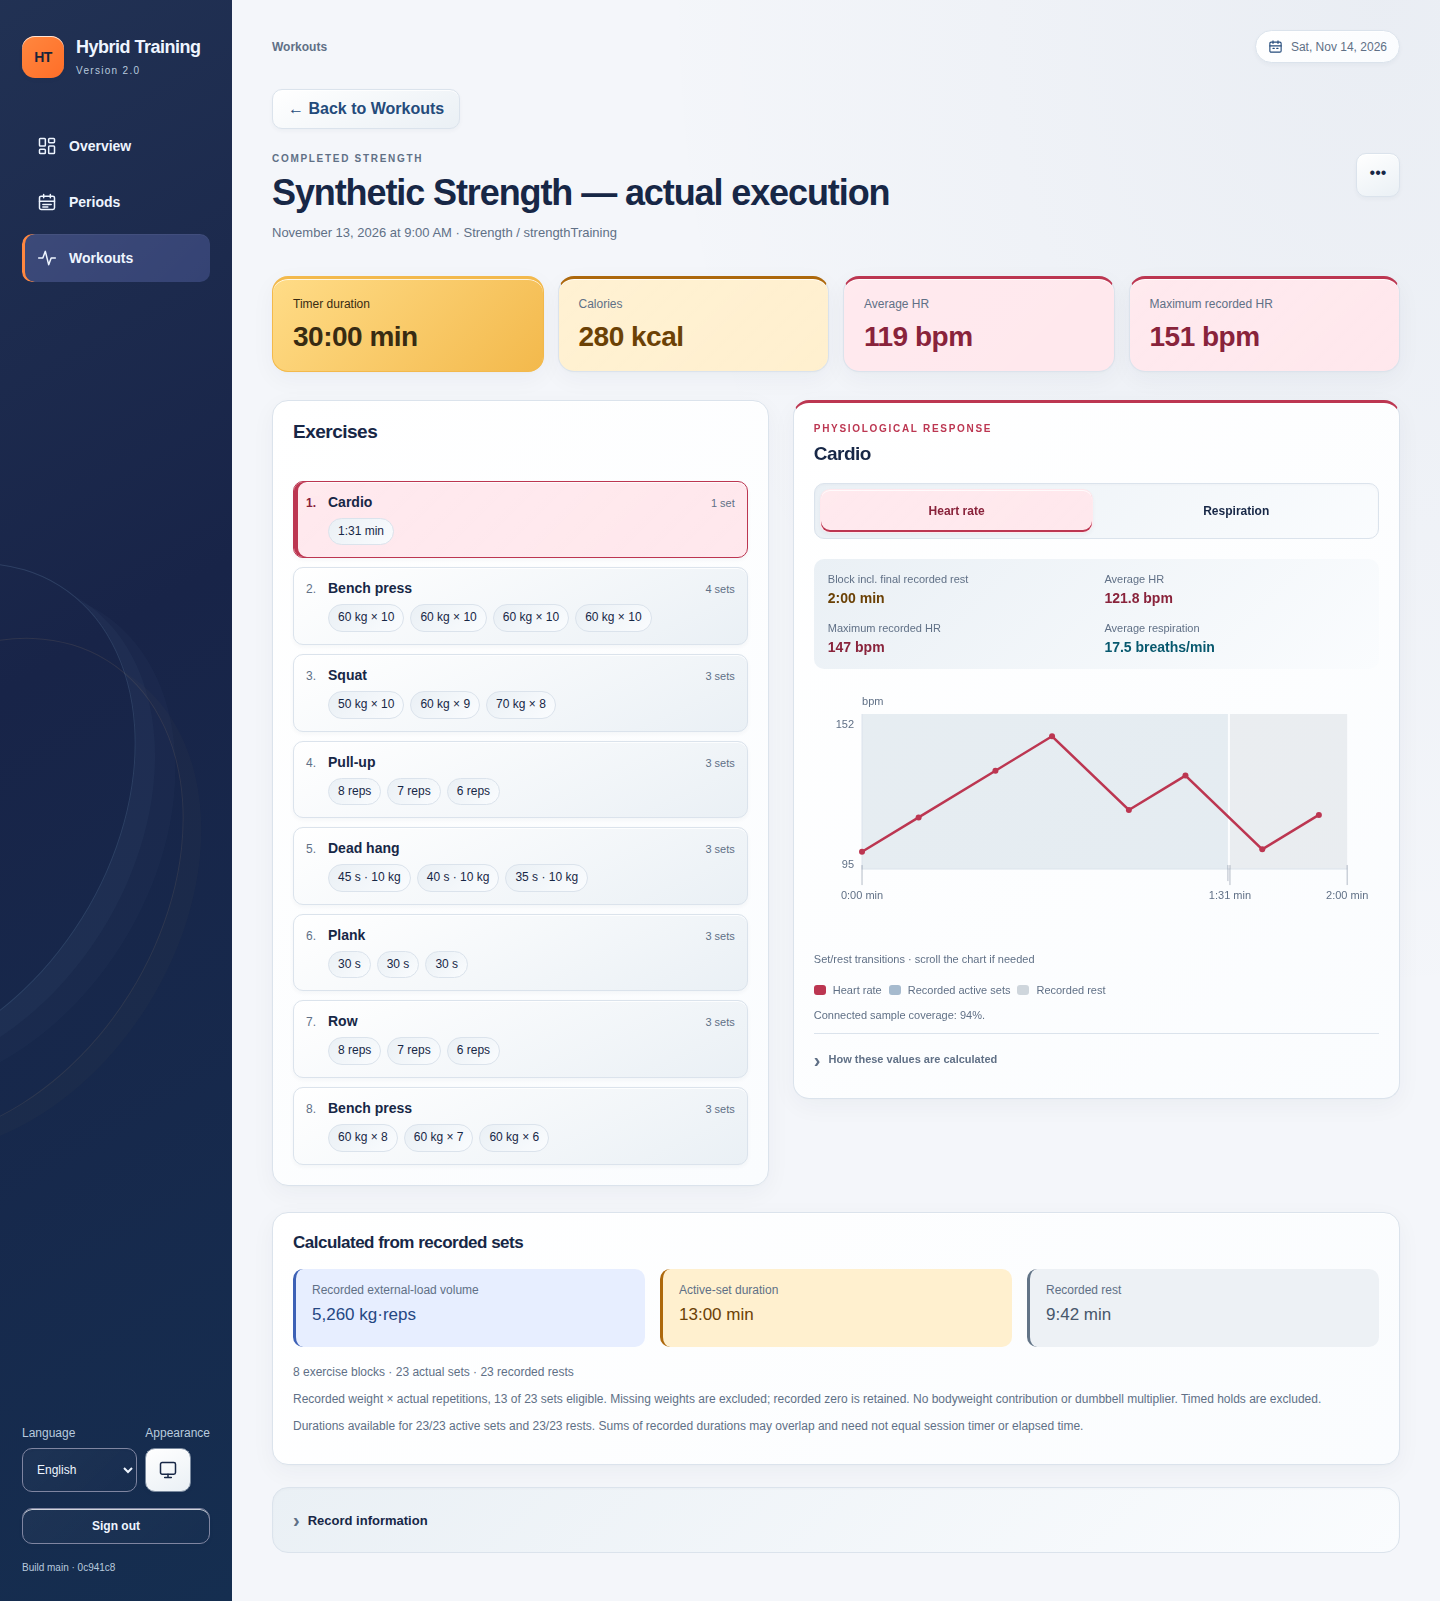 HT
Hybrid Training
Version 2.0
Overview
Periods
Workouts
Language
Appearance
English
Sign out
Build main · 0c941c8
Workouts
Sat, Nov 14, 2026
← Back to Workouts
COMPLETED STRENGTH
Synthetic Strength — actual execution
•••
November 13, 2026 at 9:00 AM · Strength / strengthTraining
Timer duration
30:00 min
Calories
280 kcal
Average HR
119 bpm
Maximum recorded HR
151 bpm
Exercises
1. Cardio 1 set
1:31 min
2. Bench press 4 sets
60 kg × 10 60 kg × 10 60 kg × 10 60 kg × 10
3. Squat 3 sets
50 kg × 10 60 kg × 9 70 kg × 8
4. Pull-up 3 sets
8 reps 7 reps 6 reps
5. Dead hang 3 sets
45 s · 10 kg 40 s · 10 kg 35 s · 10 kg
6. Plank 3 sets
30 s 30 s 30 s
7. Row 3 sets
8 reps 7 reps 6 reps
8. Bench press 3 sets
60 kg × 8 60 kg × 7 60 kg × 6
PHYSIOLOGICAL RESPONSE
Cardio
Heart rate Respiration
Block incl. final recorded rest
2:00 min
Average HR
121.8 bpm
Maximum recorded HR
147 bpm
Average respiration
17.5 breaths/min
bpm
152
95
0:00 min 1:31 min 2:00 min
Set/rest transitions · scroll the chart if needed
Heart rate Recorded active sets Recorded rest
Connected sample coverage: 94%.
› How these values are calculated
Calculated from recorded sets
Recorded external-load volume
5,260 kg·reps
Active-set duration
13:00 min
Recorded rest
9:42 min
8 exercise blocks · 23 actual sets · 23 recorded rests
Recorded weight × actual repetitions, 13 of 23 sets eligible. Missing weights are excluded; recorded zero is retained. No bodyweight contribution or dumbbell multiplier. Timed holds are excluded.
Durations available for 23/23 active sets and 23/23 rests. Sums of recorded durations may overlap and need not equal session timer or elapsed time.
› Record information